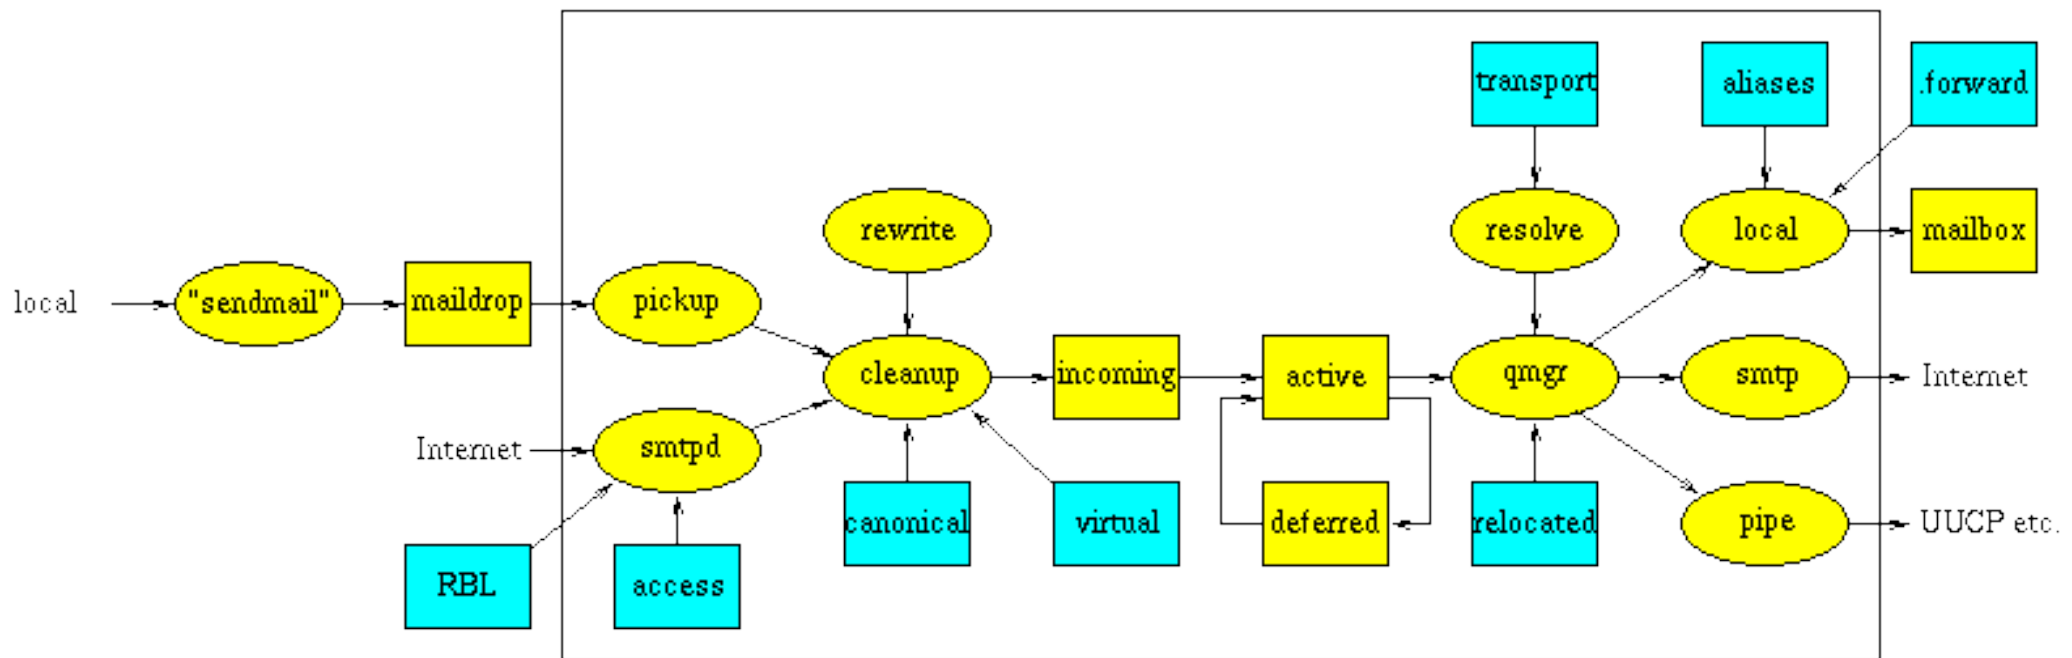 transport
aliases
.forward
rewrite
resolve
local
mailbox
local
"sendmail"
maildrop
pickup
cleanup
incoming
active
qmgr
smtp
Internet
Internet
smtpd
canonical
virtual
deferred
relocated
pipe
UUCP etc.
RBL
access